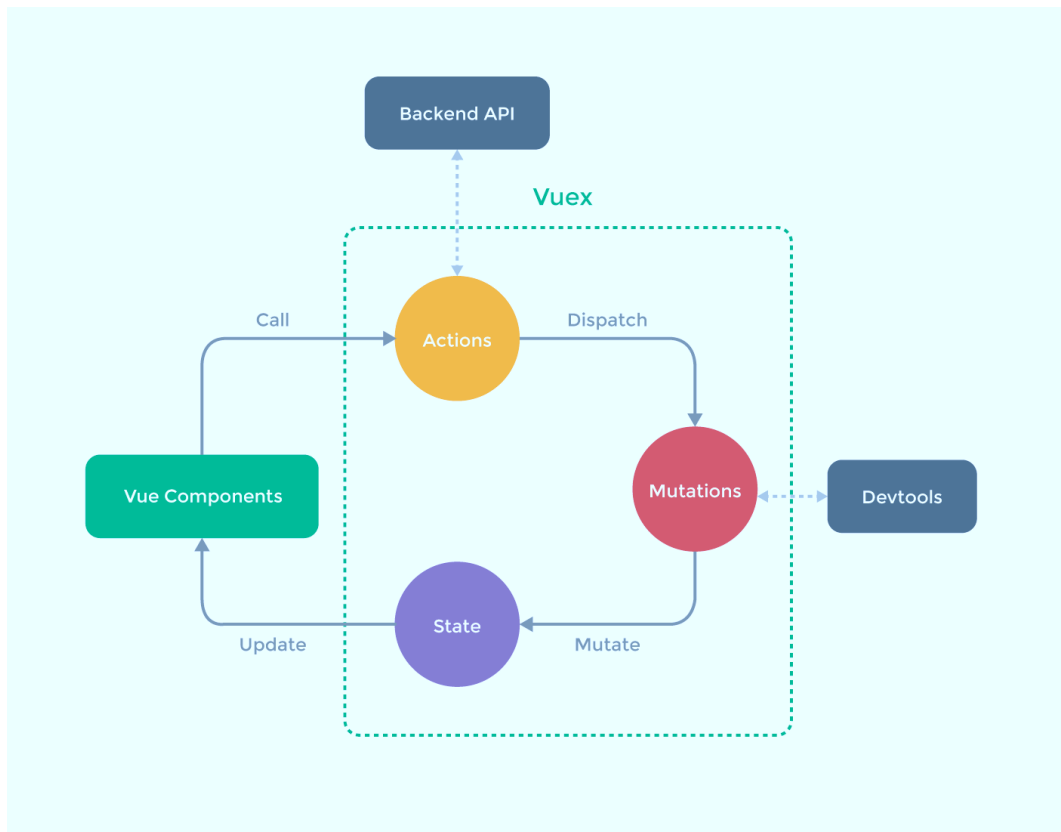 Backend API
Vuex
Call
Actions
Dispatch
Vue Components
Mutations
Devtools
State
Update
Mutate